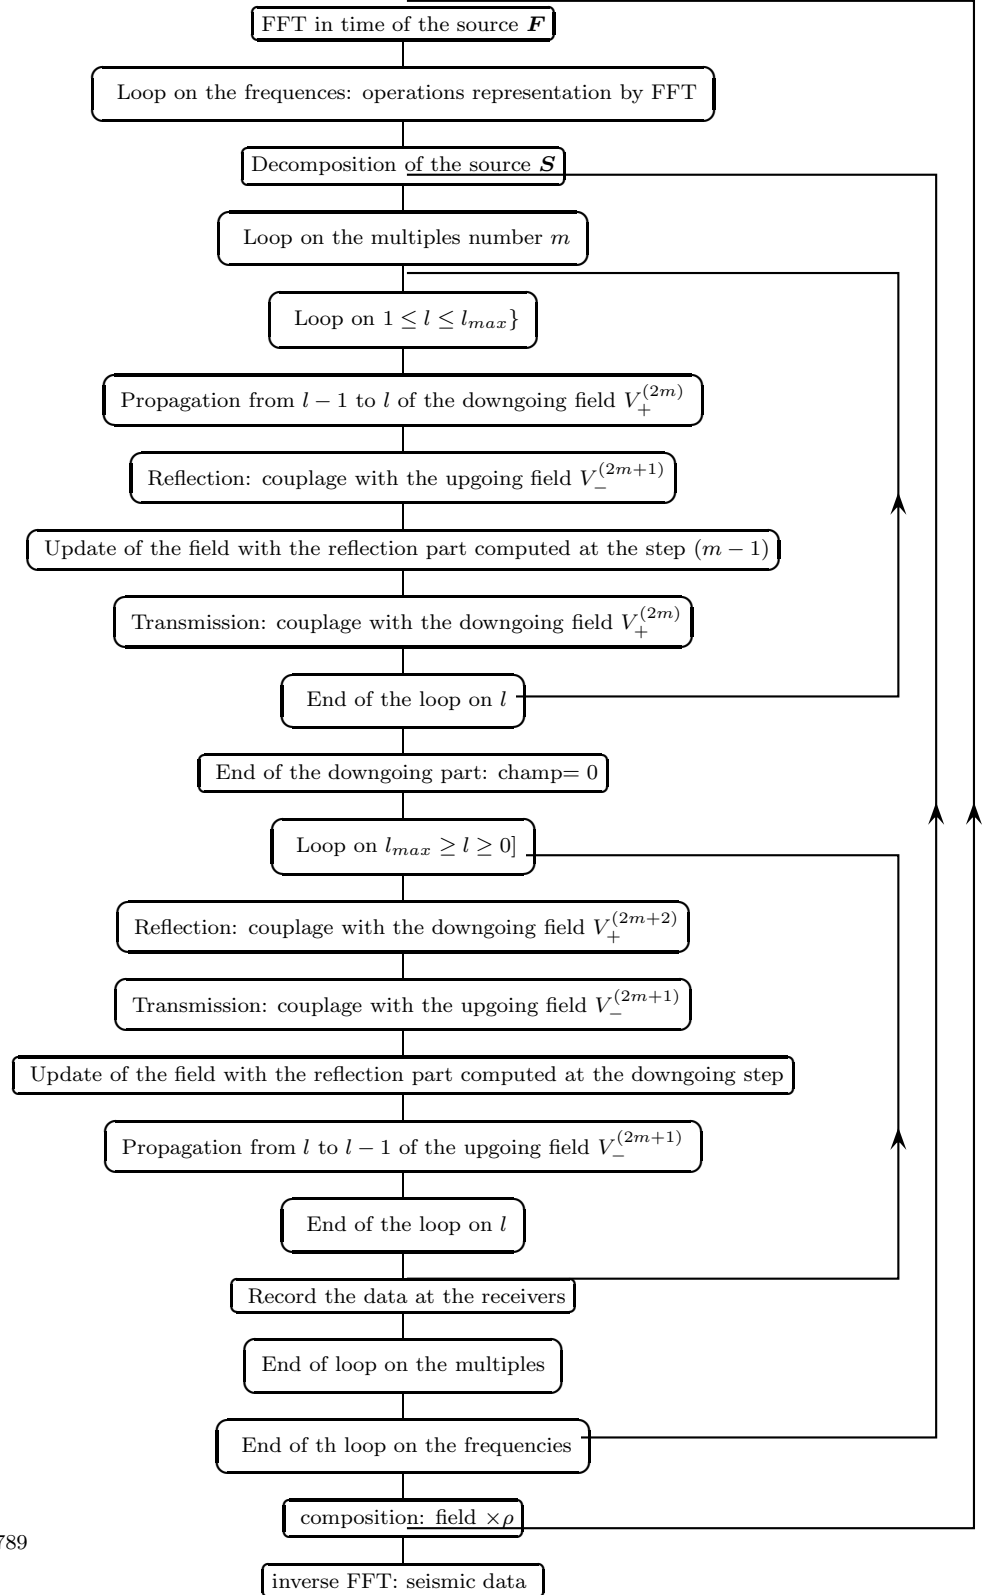 FFT in time of the source F
Loop on the frequences: operations representation by FFT
Decomposition of the source S
Loop on the multiples number m
Loop on 1 ≤ l ≤ l_{max}}
Propagation from l − 1 to l of the downgoing field V_+^{(2m)}
Reflection: couplage with the upgoing field V_−^{(2m+1)}
Update of the field with the reflection part computed at the step (m − 1)
Transmission: couplage with the downgoing field V_+^{(2m)}
End of the loop on l
End of the downgoing part: champ= 0
Loop on l_{max} ≥ l ≥ 0]
Reflection: couplage with the downgoing field V_+^{(2m+2)}
Transmission: couplage with the upgoing field V_−^{(2m+1)}
Update of the field with the reflection part computed at the downgoing step
Propagation from l to l − 1 of the upgoing field V_−^{(2m+1)}
End of the loop on l
Record the data at the receivers
End of loop on the multiples
End of th loop on the frequencies
composition: field ×ρ
789
inverse FFT: seismic data